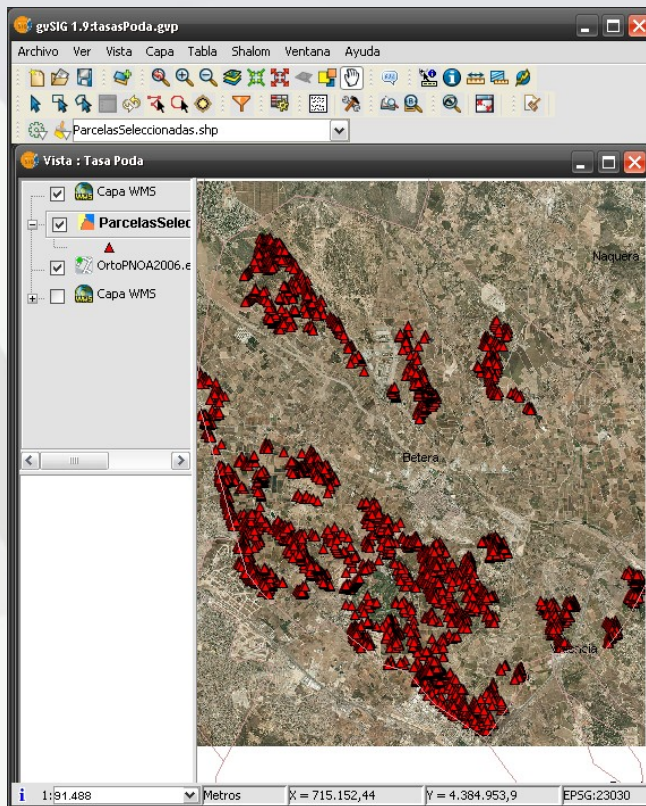 gvSIG 1.9:tasasPoda.gvp
Archivo Ver Vista Capa Tabla Shalom Ventana Ayuda
ParcelasSeleccionadas.shp
Vista : Tasa Poda
Capa WMS
ParcelasSelec
OrtoPNOA2006.e
Capa WMS
Naquera
Betera
1:91.488 Metros X = 715.152,44 Y = 4.384.953,9 EPSG:23030